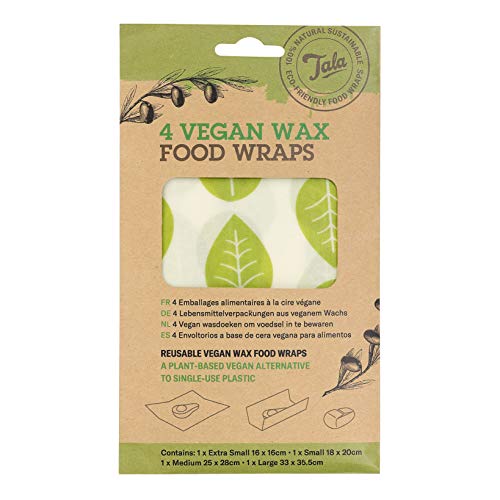 100% NATURAL SUSTAINABLE
Tala
ECO-FRIENDLY FOOD WRAPS
4 VEGAN WAX
FOOD WRAPS
FR 4 Emballages alimentaires à la cire végane
DE 4 Lebensmittelverpackungen aus veganem Wachs
NL 4 Vegan wasdoeken om voedsel in te bewaren
ES 4 Envoltorios a base de cera vegana para alimentos
REUSABLE VEGAN WAX FOOD WRAPS
A PLANT-BASED VEGAN ALTERNATIVE
TO SINGLE-USE PLASTIC
Contains: 1 x Extra Small 16 x 16cm • 1 x Small 18 x 20cm
1 x Medium 25 x 28cm • 1 x Large 33 x 35.5cm